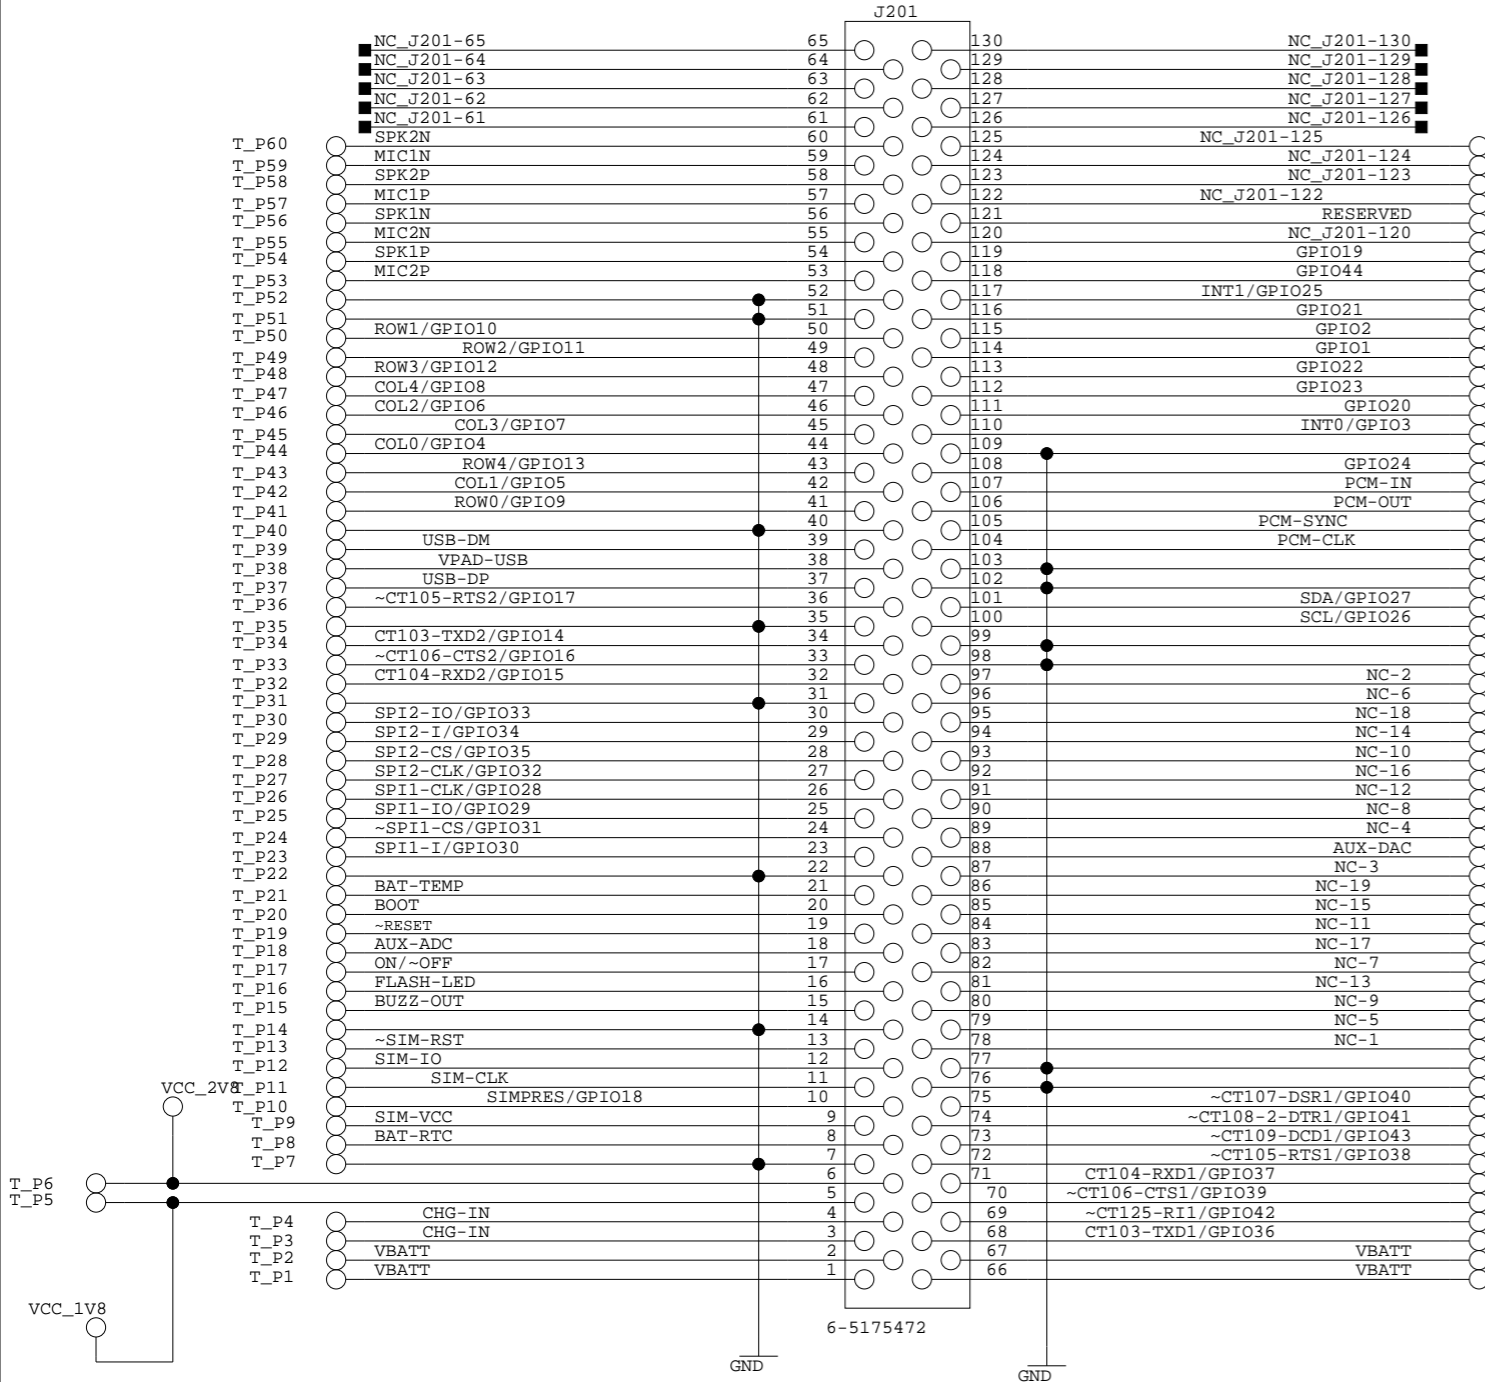 J201
NC_J201-65 65 130 NC_J201-130
NC_J201-64 64 129 NC_J201-129
NC_J201-63 63 128 NC_J201-128
NC_J201-62 62 127 NC_J201-127
NC_J201-61 61 126 NC_J201-126
T_P60 SPK2N 60 125 NC_J201-125
T_P59 MIC1N 59 124 NC_J201-124
T_P58 SPK2P 58 123 NC_J201-123
T_P57 MIC1P 57 122 NC_J201-122
T_P56 SPK1N 56 121 RESERVED
T_P55 MIC2N 55 120 NC_J201-120
T_P54 SPK1P 54 119 GPIO19
T_P53 MIC2P 53 118 GPIO44
T_P52 52 117 INT1/GPIO25
T_P51 51 116 GPIO21
T_P50 ROW1/GPIO10 50 115 GPIO2
T_P49 ROW2/GPIO11 49 114 GPIO1
T_P48 ROW3/GPIO12 48 113 GPIO22
T_P47 COL4/GPIO8 47 112 GPIO23
T_P46 COL2/GPIO6 46 111 GPIO20
T_P45 COL3/GPIO7 45 110 INT0/GPIO3
T_P44 COL0/GPIO4 44 109
T_P43 ROW4/GPIO13 43 108 GPIO24
T_P42 COL1/GPIO5 42 107 PCM-IN
T_P41 ROW0/GPIO9 41 106 PCM-OUT
T_P40 40 105 PCM-SYNC
T_P39 USB-DM 39 104 PCM-CLK
T_P38 VPAD-USB 38 103
T_P37 USB-DP 37 102
T_P36 ~CT105-RTS2/GPIO17 36 101 SDA/GPIO27
T_P35 35 100 SCL/GPIO26
T_P34 CT103-TXD2/GPIO14 34 99
T_P33 ~CT106-CTS2/GPIO16 33 98
T_P32 CT104-RXD2/GPIO15 32 97 NC-2
T_P31 31 96 NC-6
T_P30 SPI2-IO/GPIO33 30 95 NC-18
T_P29 SPI2-I/GPIO34 29 94 NC-14
T_P28 SPI2-CS/GPIO35 28 93 NC-10
T_P27 SPI2-CLK/GPIO32 27 92 NC-16
T_P26 SPI1-CLK/GPIO28 26 91 NC-12
T_P25 SPI1-IO/GPIO29 25 90 NC-8
T_P24 ~SPI1-CS/GPIO31 24 89 NC-4
T_P23 SPI1-I/GPIO30 23 88 AUX-DAC
T_P22 22 87 NC-3
T_P21 BAT-TEMP 21 86 NC-19
T_P20 BOOT 20 85 NC-15
T_P19 ~RESET 19 84 NC-11
T_P18 AUX-ADC 18 83 NC-17
T_P17 ON/~OFF 17 82 NC-7
T_P16 FLASH-LED 16 81 NC-13
T_P15 BUZZ-OUT 15 80 NC-9
T_P14 14 79 NC-5
T_P13 ~SIM-RST 13 78 NC-1
T_P12 SIM-IO 12 77
VCC_2V8 T_P11 SIM-CLK 11 76
T_P10 SIMPRES/GPIO18 10 75 ~CT107-DSR1/GPIO40
T_P9 SIM-VCC 9 74 ~CT108-2-DTR1/GPIO41
T_P8 BAT-RTC 8 73 ~CT109-DCD1/GPIO43
T_P7 7 72 ~CT105-RTS1/GPIO38
T_P6 6 71 CT104-RXD1/GPIO37
T_P5 5 70 ~CT106-CTS1/GPIO39
T_P4 CHG-IN 4 69 ~CT125-RI1/GPIO42
T_P3 CHG-IN 3 68 CT103-TXD1/GPIO36
T_P2 VBATT 2 67 VBATT
T_P1 VBATT 1 66 VBATT
VCC_1V8
6-5175472
GND
GND